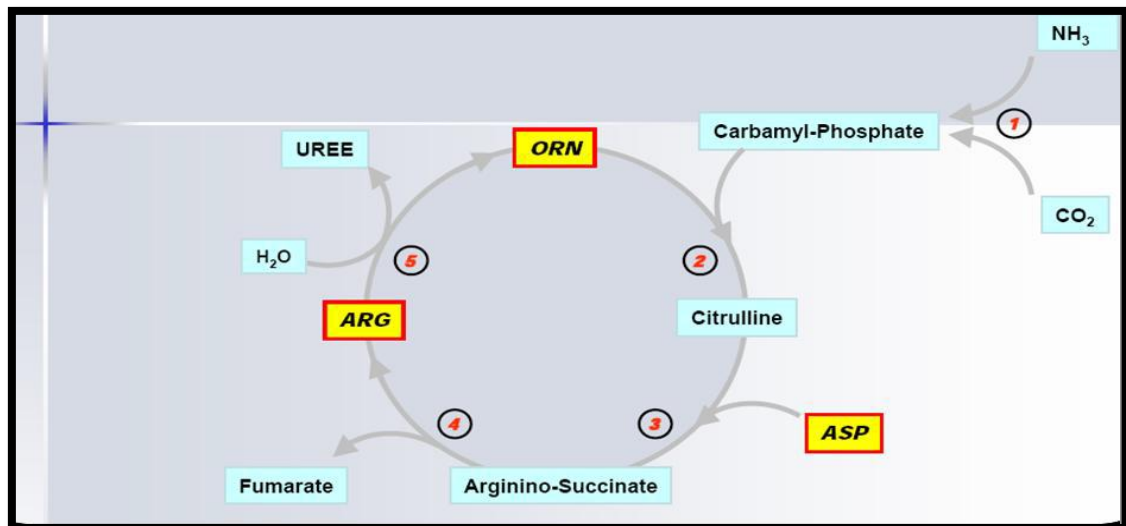 NH₃
Carbamyl-Phosphate
1
UREE
ORN
CO₂
H₂O
5
2
ARG
Citrulline
4
3
ASP
Fumarate
Arginino-Succinate